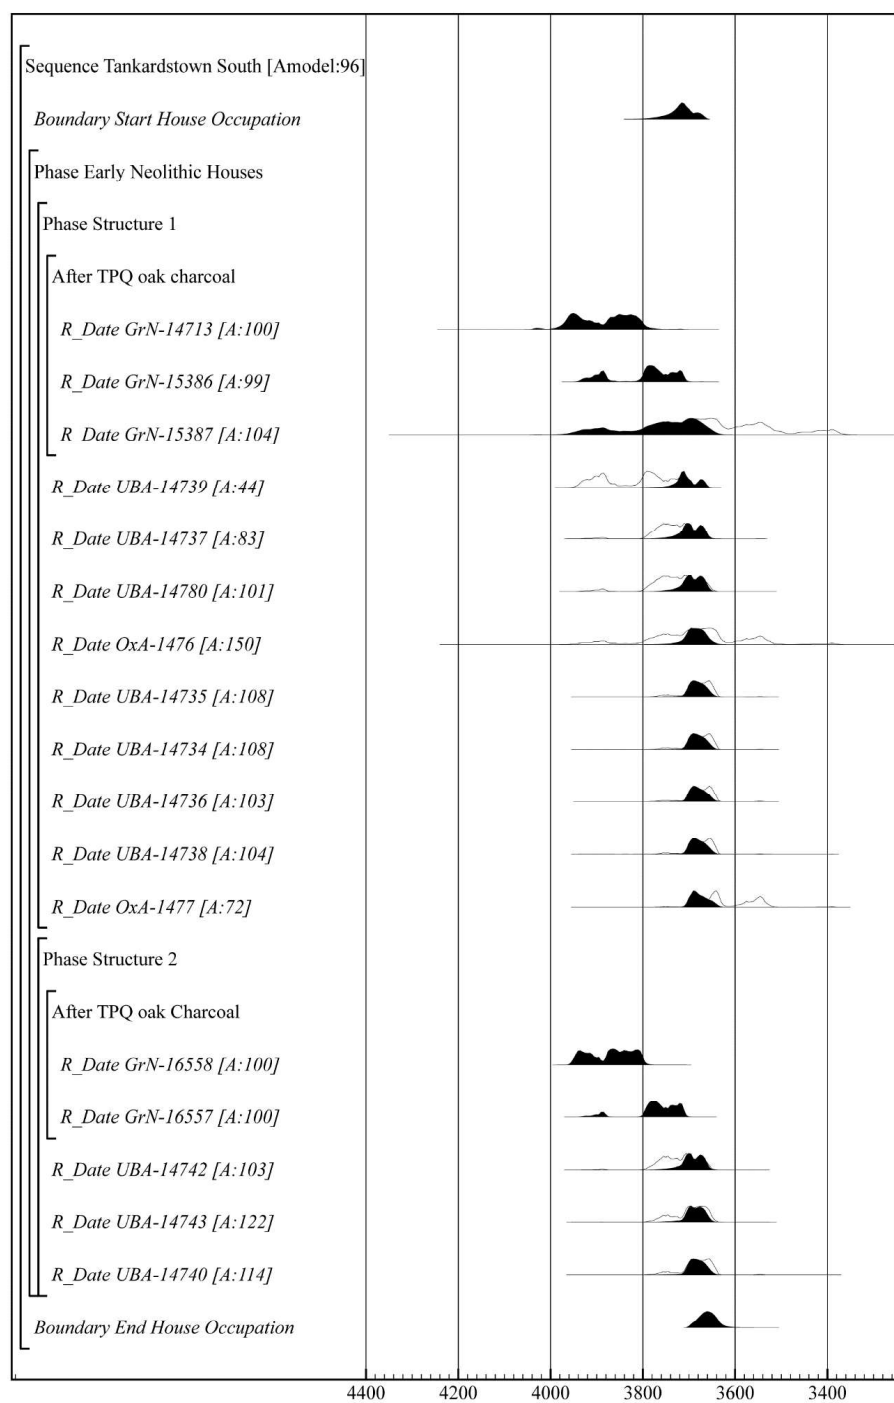 Sequence Tankardstown South [Amodel:96]
Boundary Start House Occupation
Phase Early Neolithic Houses
Phase Structure 1
After TPQ oak charcoal
R_Date GrN-14713 [A:100]
R_Date GrN-15386 [A:99]
R_Date GrN-15387 [A:104]
R_Date UBA-14739 [A:44]
R_Date UBA-14737 [A:83]
R_Date UBA-14780 [A:101]
R_Date OxA-1476 [A:150]
R_Date UBA-14735 [A:108]
R_Date UBA-14734 [A:108]
R_Date UBA-14736 [A:103]
R_Date UBA-14738 [A:104]
R_Date OxA-1477 [A:72]
Phase Structure 2
After TPQ oak Charcoal
R_Date GrN-16558 [A:100]
R_Date GrN-16557 [A:100]
R_Date UBA-14742 [A:103]
R_Date UBA-14743 [A:122]
R_Date UBA-14740 [A:114]
Boundary End House Occupation
4400 4200 4000 3800 3600 3400